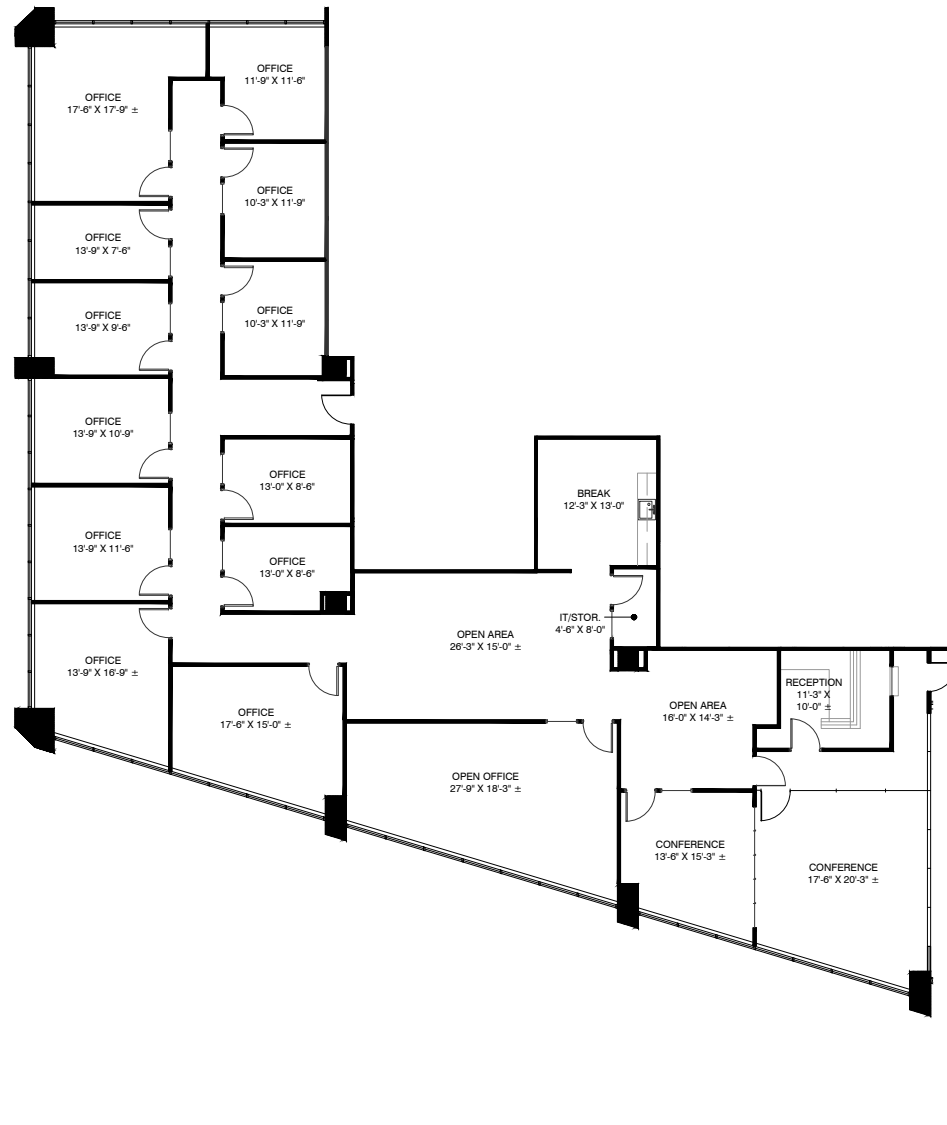 OFFICE
11'-9" X 11'-6"
OFFICE
17'-6" X 17'-9" ±
OFFICE
10'-3" X 11'-9"
OFFICE
13'-9" X 7'-6"
OFFICE
10'-3" X 11'-9"
OFFICE
13'-9" X 9'-6"
OFFICE
13'-9" X 10'-9"
OFFICE
13'-0" X 8'-6"
BREAK
12'-3" X 13'-0"
OFFICE
13'-9" X 11'-6"
OFFICE
13'-0" X 8'-6"
IT/STOR.
4'-6" X 8'-0"
OPEN AREA
26'-3" X 15'-0" ±
OFFICE
13'-9" X 16'-9" ±
RECEPTION
11'-3" X
10'-0" ±
OFFICE
17'-6" X 15'-0" ±
OPEN AREA
16'-0" X 14'-3" ±
OPEN OFFICE
27'-9" X 18'-3" ±
CONFERENCE
13'-6" X 15'-3" ±
CONFERENCE
17'-6" X 20'-3" ±